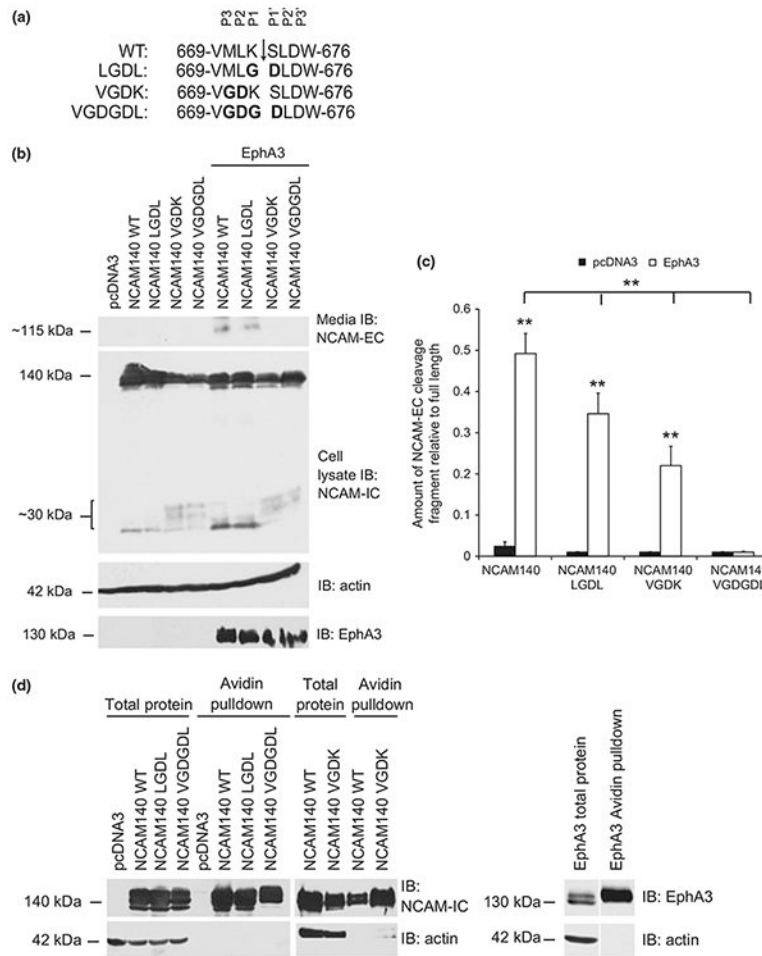 (a)
P3 P2 P1 P1' P2' P3'
WT: 669-VMLK SLDW-676
LGDL: 669-VMLG DLDW-676
VGDK: 669-VGDK SLDW-676
VGDGDL: 669-VGDG DLDW-676
(b)
EphA3
pcDNA3
NCAM140 WT
NCAM140 LGDL
NCAM140 VGDK
NCAM140 VGDGDL
NCAM140 WT
NCAM140 LGDL
NCAM140 VGDK
NCAM140 VGDGDL
~115 kDa
Media IB:
NCAM-EC
140 kDa
Cell
lysate IB:
NCAM-IC
~30 kDa
42 kDa
IB: actin
130 kDa
IB: EphA3
(c)
pcDNA3 EphA3
**
Amount of NCAM-EC cleavage
fragment relative to full length
0.6
0.5
0.4
0.3
0.2
0.1
0
**
**
**
NCAM140
NCAM140
LGDL
NCAM140
VGDK
NCAM14
VGDGDL
(d)
Total protein
Avidin
pulldown
Total
protein
Avidin
pulldown
pcDNA3
NCAM140 WT
NCAM140 LGDL
NCAM140 VGDGDL
pcDNA3
NCAM140 WT
NCAM140 LGDL
NCAM140 VGDGDL
NCAM140 WT
NCAM140 VGDK
NCAM140 WT
NCAM140 VGDK
140 kDa
IB:
NCAM-IC
42 kDa
IB: actin
EphA3 total protein
EphA3 Avidin pulldown
130 kDa
IB: EphA3
42 kDa
IB: actin